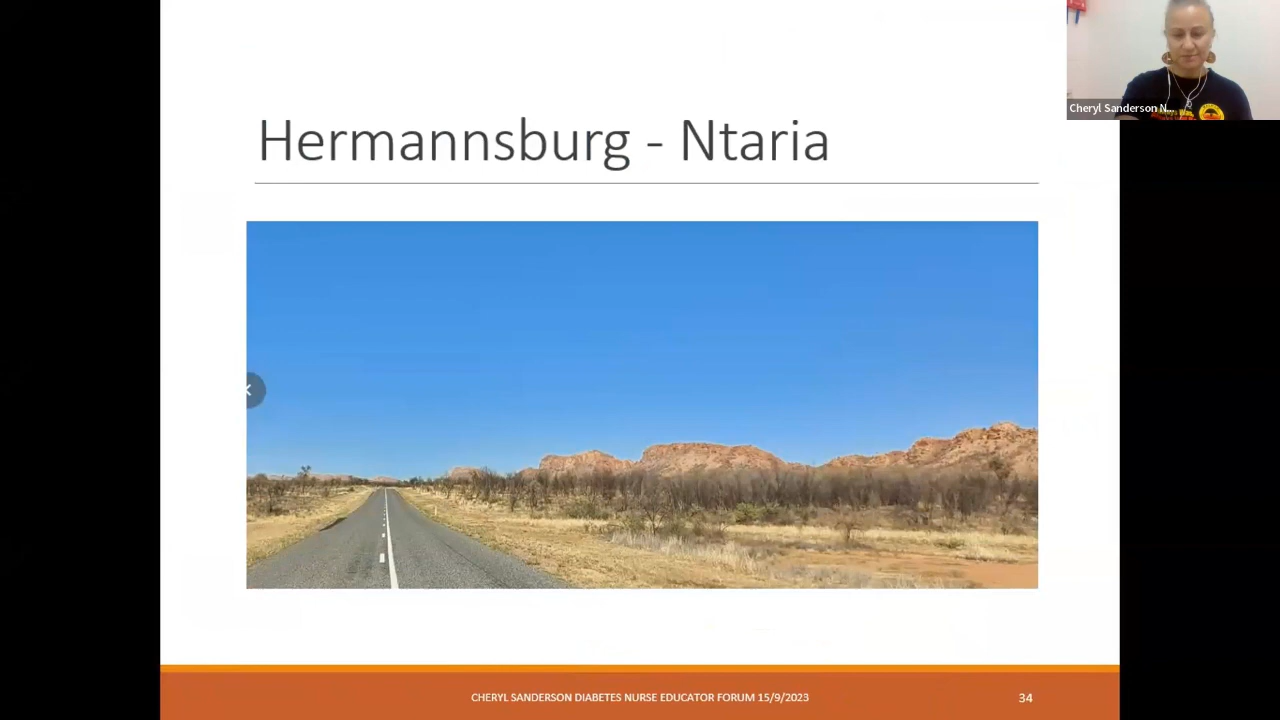 Hermannsburg - Ntaria
Cheryl Sanderson N...
CHERYL SANDERSON DIABETES NURSE EDUCATOR FORUM 15/9/2023
34